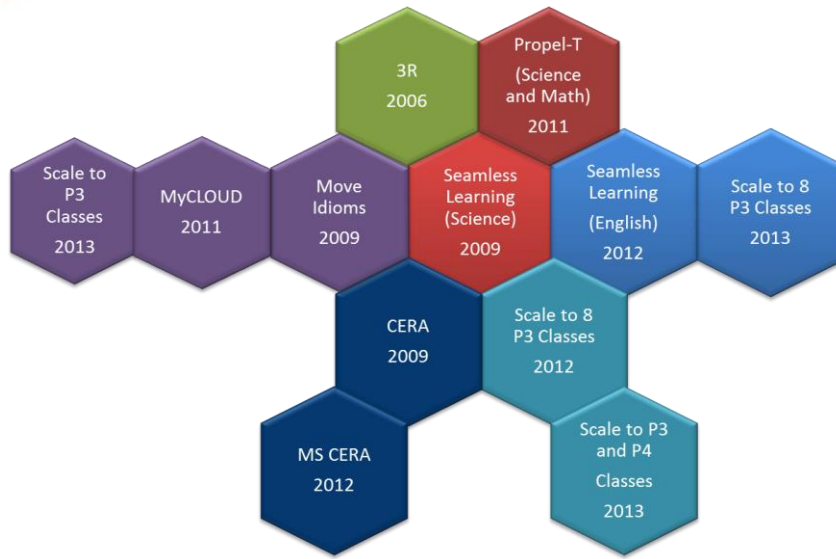 3R
2006
Propel-T
(Science
and Math)
2011
Scale to
P3
Classes
2013
MyCLOUD
2011
Move
Idioms
2009
Seamless
Learning
(Science)
2009
Seamless
Learning
(English)
2012
Scale to 8
P3 Classes
2013
CERA
2009
Scale to 8
P3 Classes
2012
MS CERA
2012
Scale to P3
and P4
Classes
2013